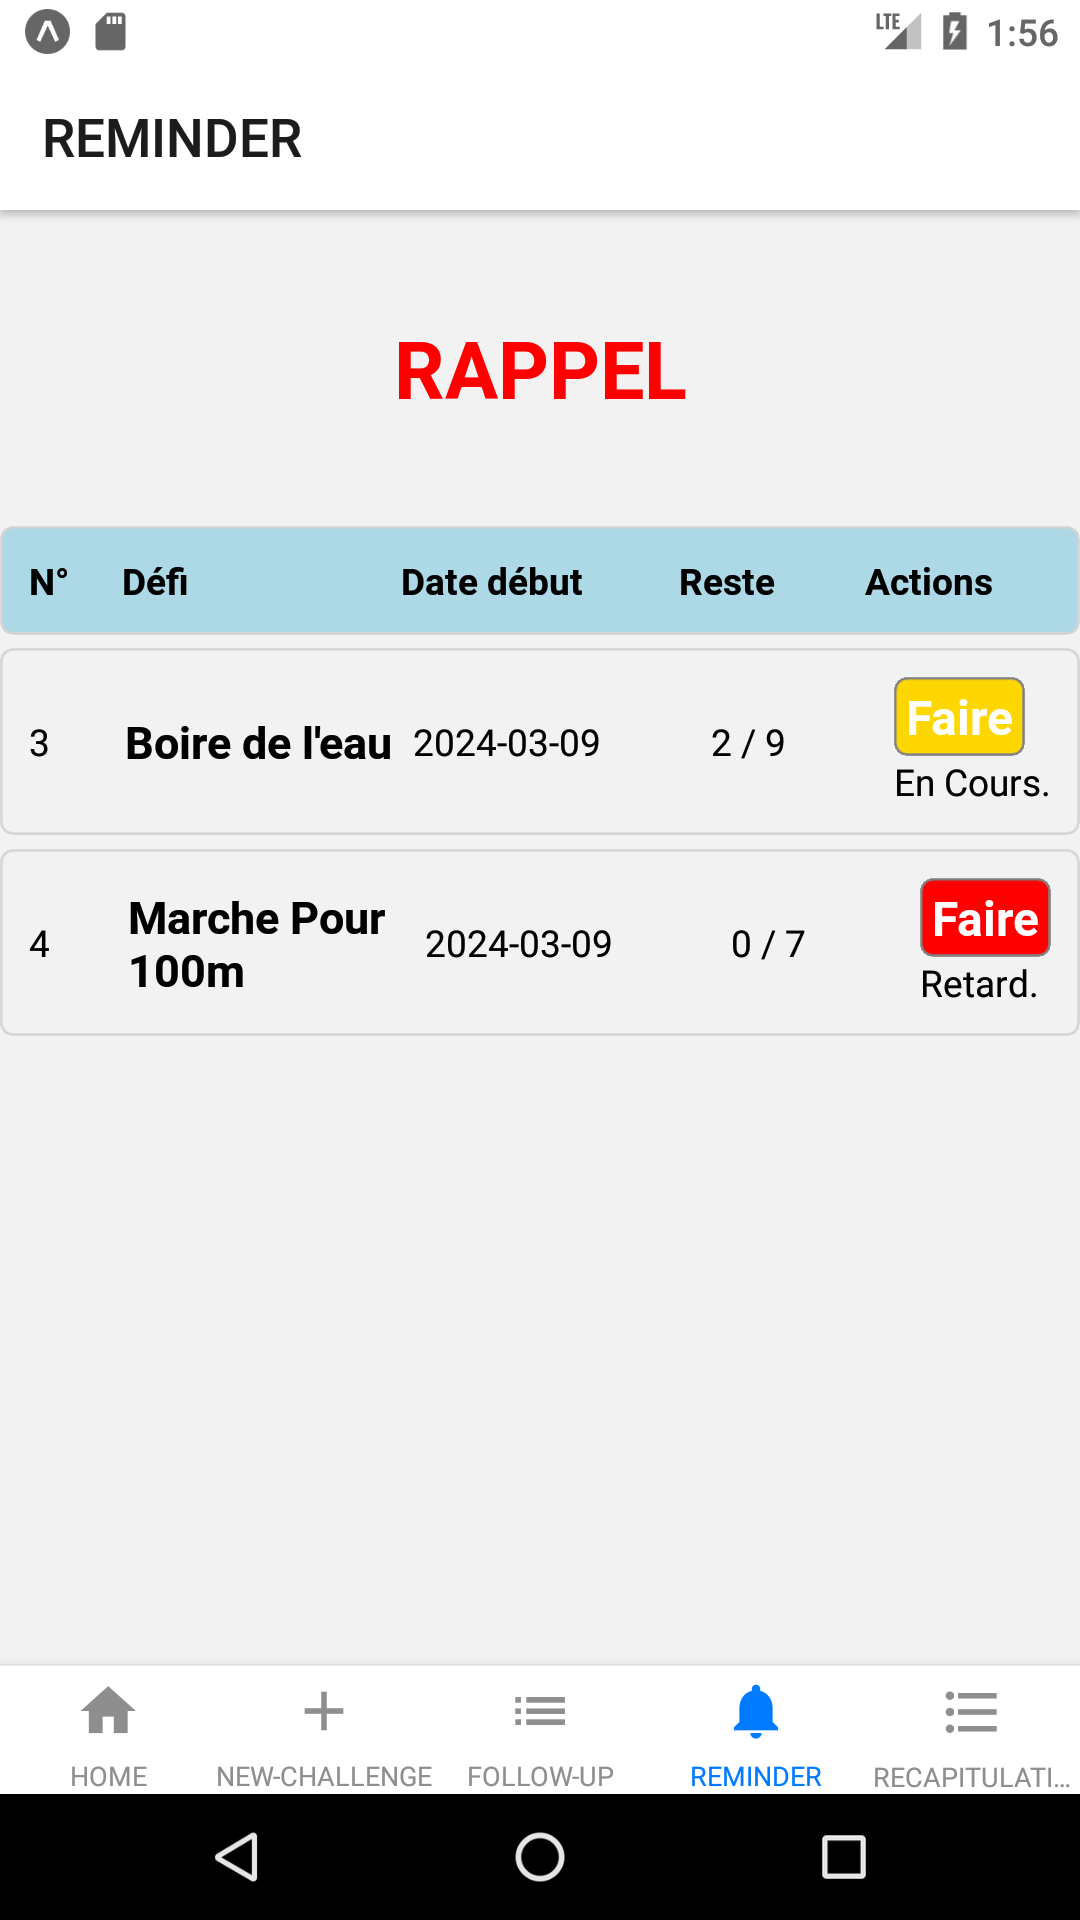 LTE 1:56
REMINDER
RAPPEL
N° Défi Date début Reste Actions
3 Boire de l'eau 2024-03-09 2 / 9 Faire
En Cours.
4 Marche Pour 100m 2024-03-09 0 / 7 Faire
Retard.
HOME NEW-CHALLENGE FOLLOW-UP REMINDER RECAPITULATI...